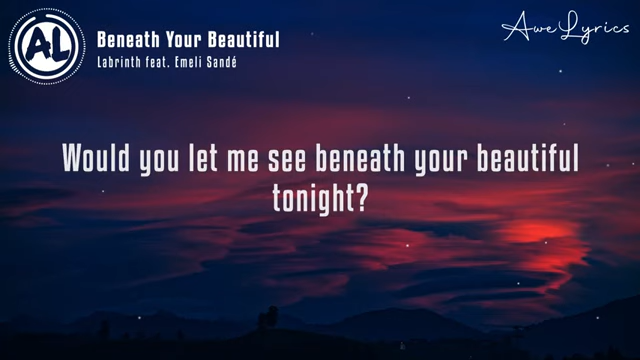 AL
Beneath Your Beautiful
Labrinth feat. Emeli Sandé
AweLyrics
Would you let me see beneath your beautiful
tonight?